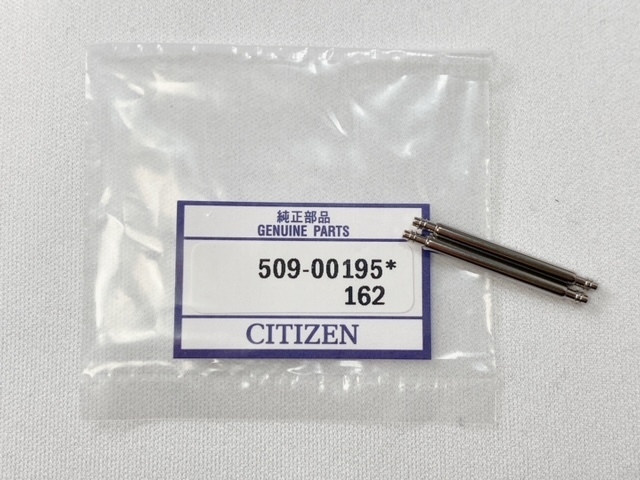 純正部品
GENUINE PARTS
509-00195*
162
CITIZEN